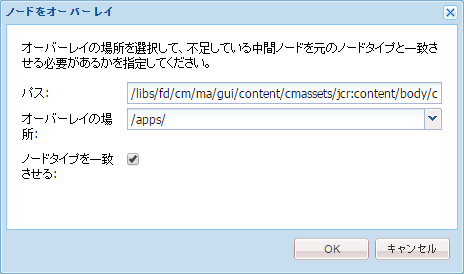 ノードをオーバーレイ
オーバーレイの場所を選択して、不足している中間ノードを元のノードタイプと一致さ
せる必要があるかを指定してください。
パス:
/libs/fd/cm/ma/gui/content/cmassets/jcr:content/body/c
オーバーレイの場
所:
/apps/
ノードタイプを一致
させる:
OK
キャンセル